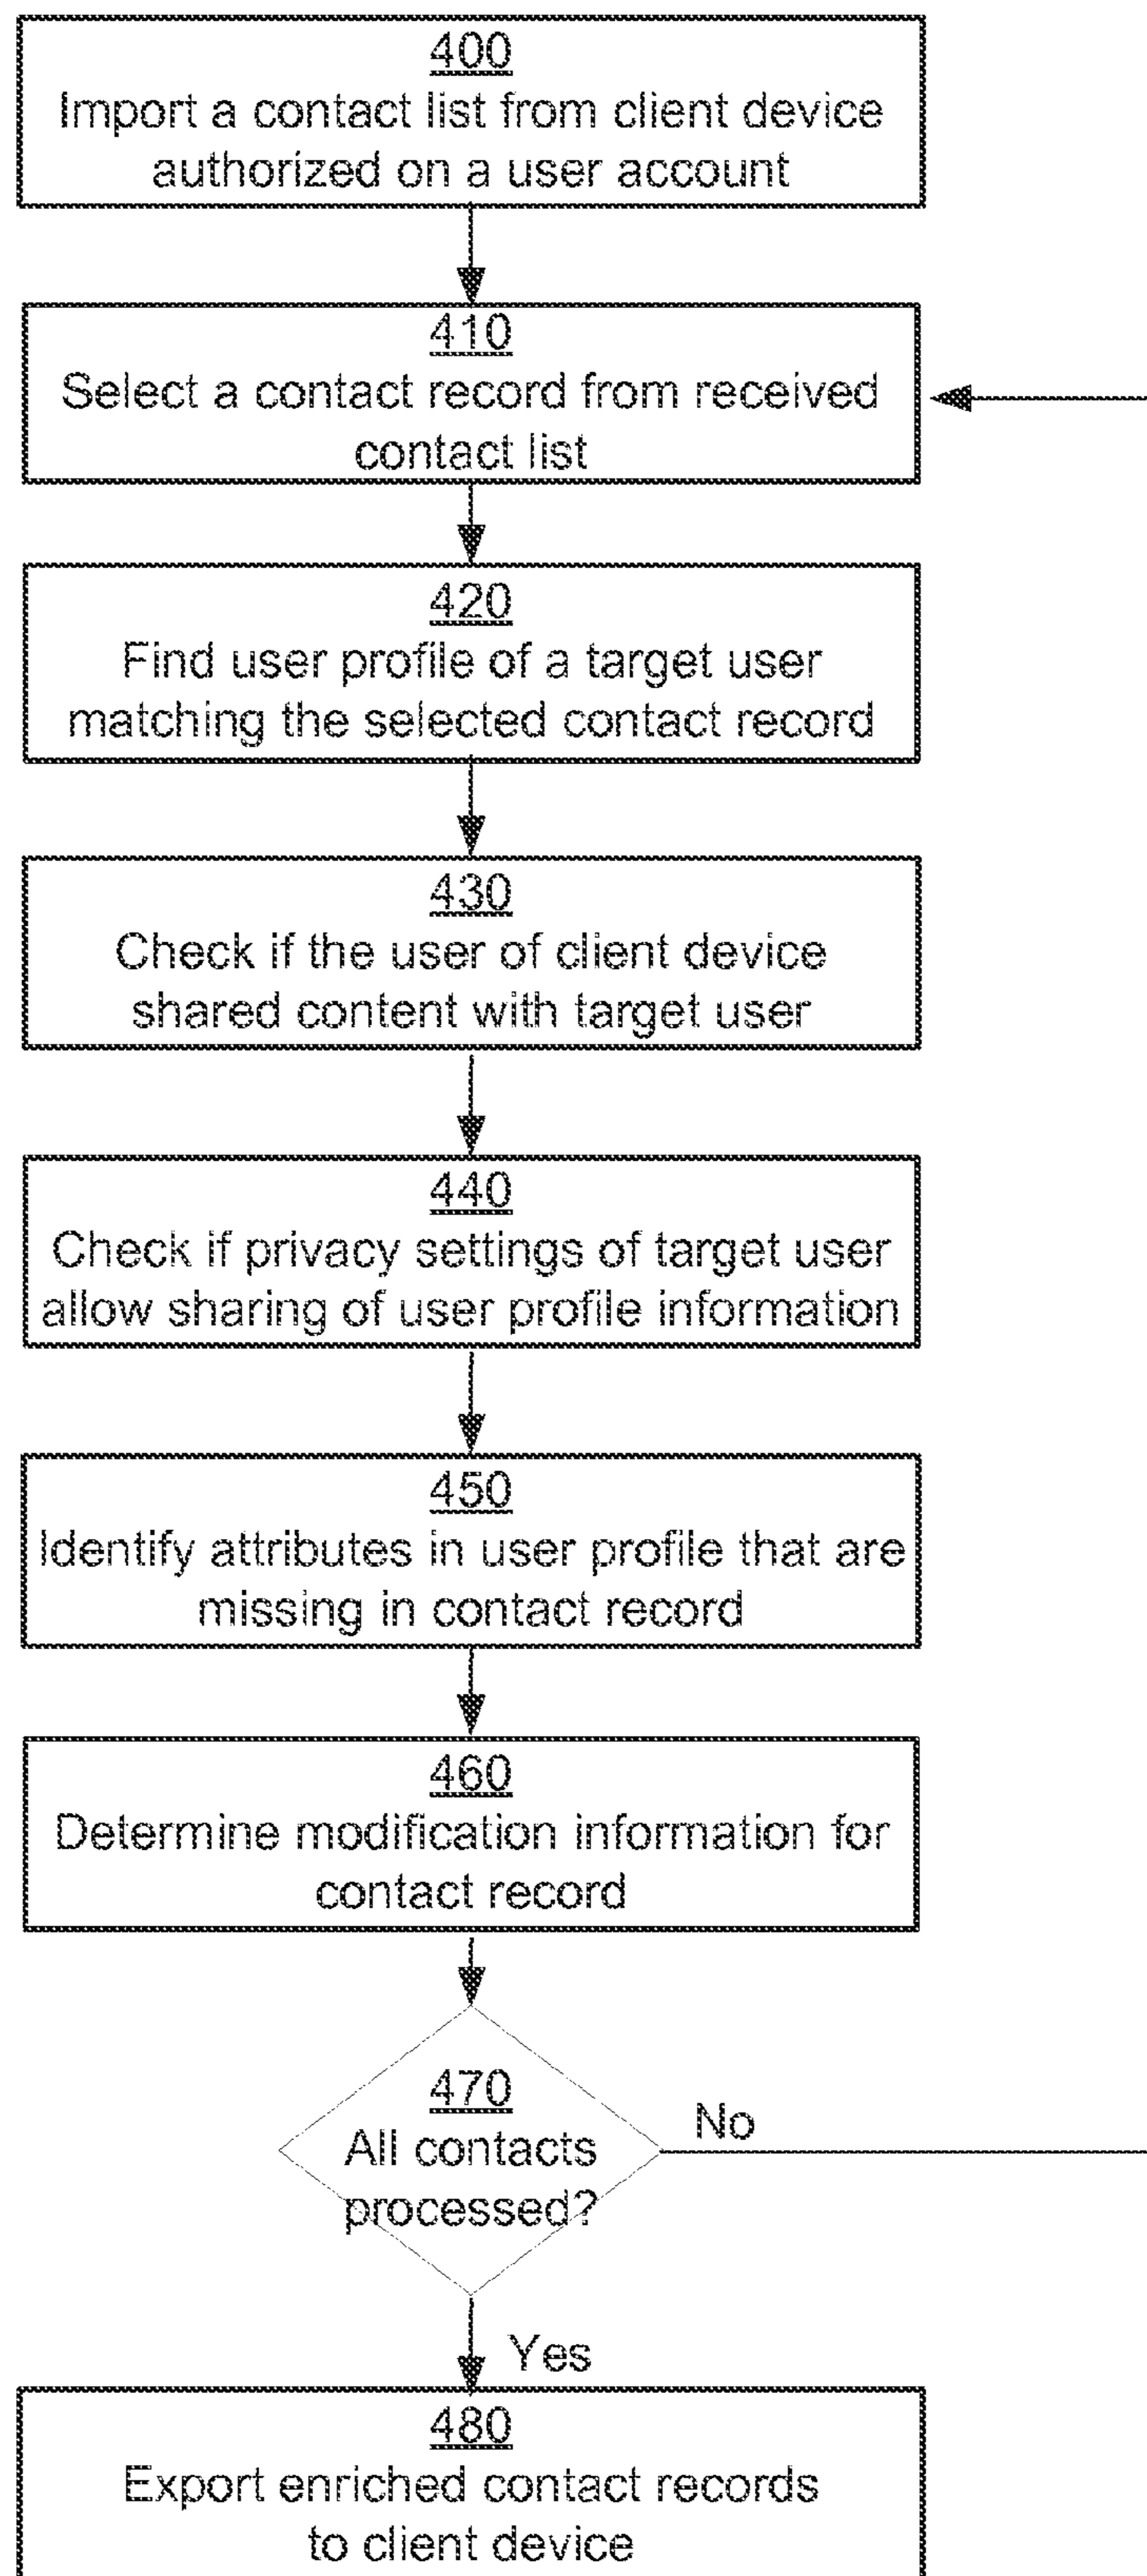 400
Import a contact list from client device
authorized on a user account
410
Select a contact record from received
contact list
420
Find user profile of a target user
matching the selected contact record
430
Check if the user of client device
shared content with target user
440
Check if privacy settings of target user
allow sharing of user profile information
450
Identify attributes in user profile that are
missing in contact record
460
Determine modification information for
contact record
470
All contacts
processed?
No
Yes
480
Export enriched contact records
to client device